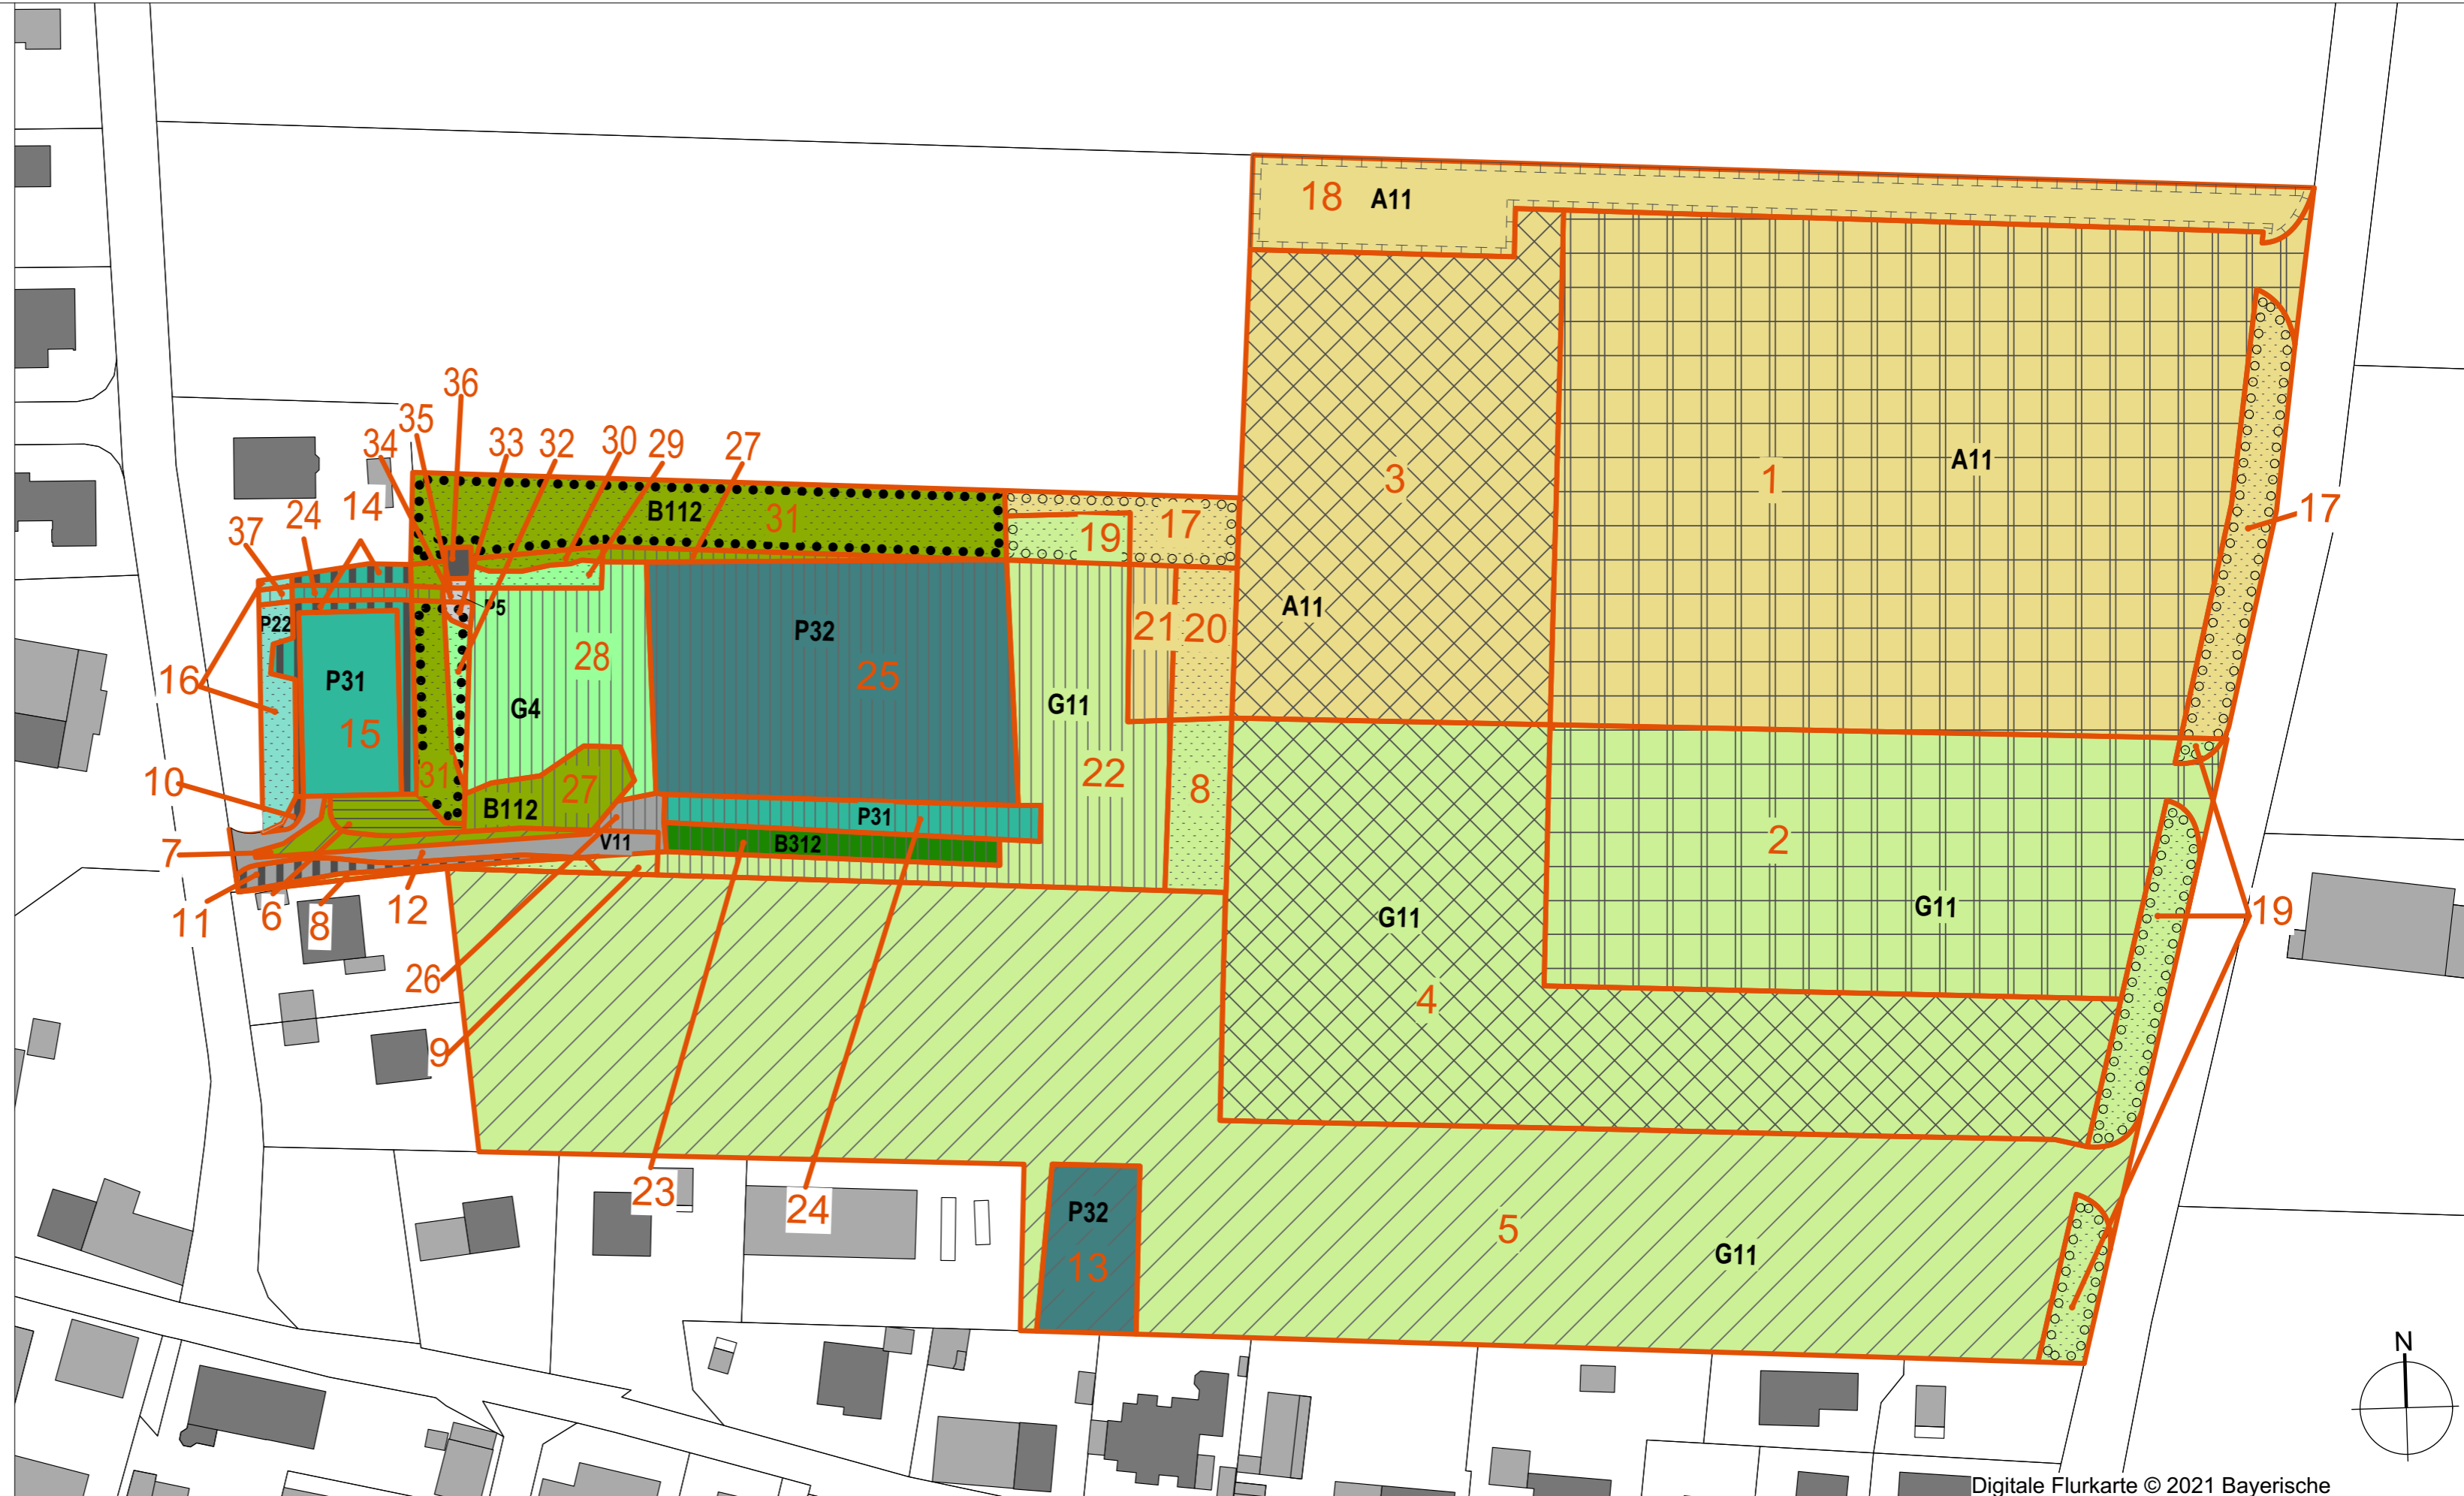 18 A11
36
35
34 33 32 30 29 27
37 24 14
B112 31
19 17
3
1 A11
17
P5
P22
A11
P32
21 20
28
25
16
P31
G4
G11
15
10
31
27
B112
22 8
P31
V11
B312
7
2
11 6 8 12
G11
G11
19
26
4
9
23
24
P32
5
G11
13
N
Digitale Flurkarte © 2021 Bayerische